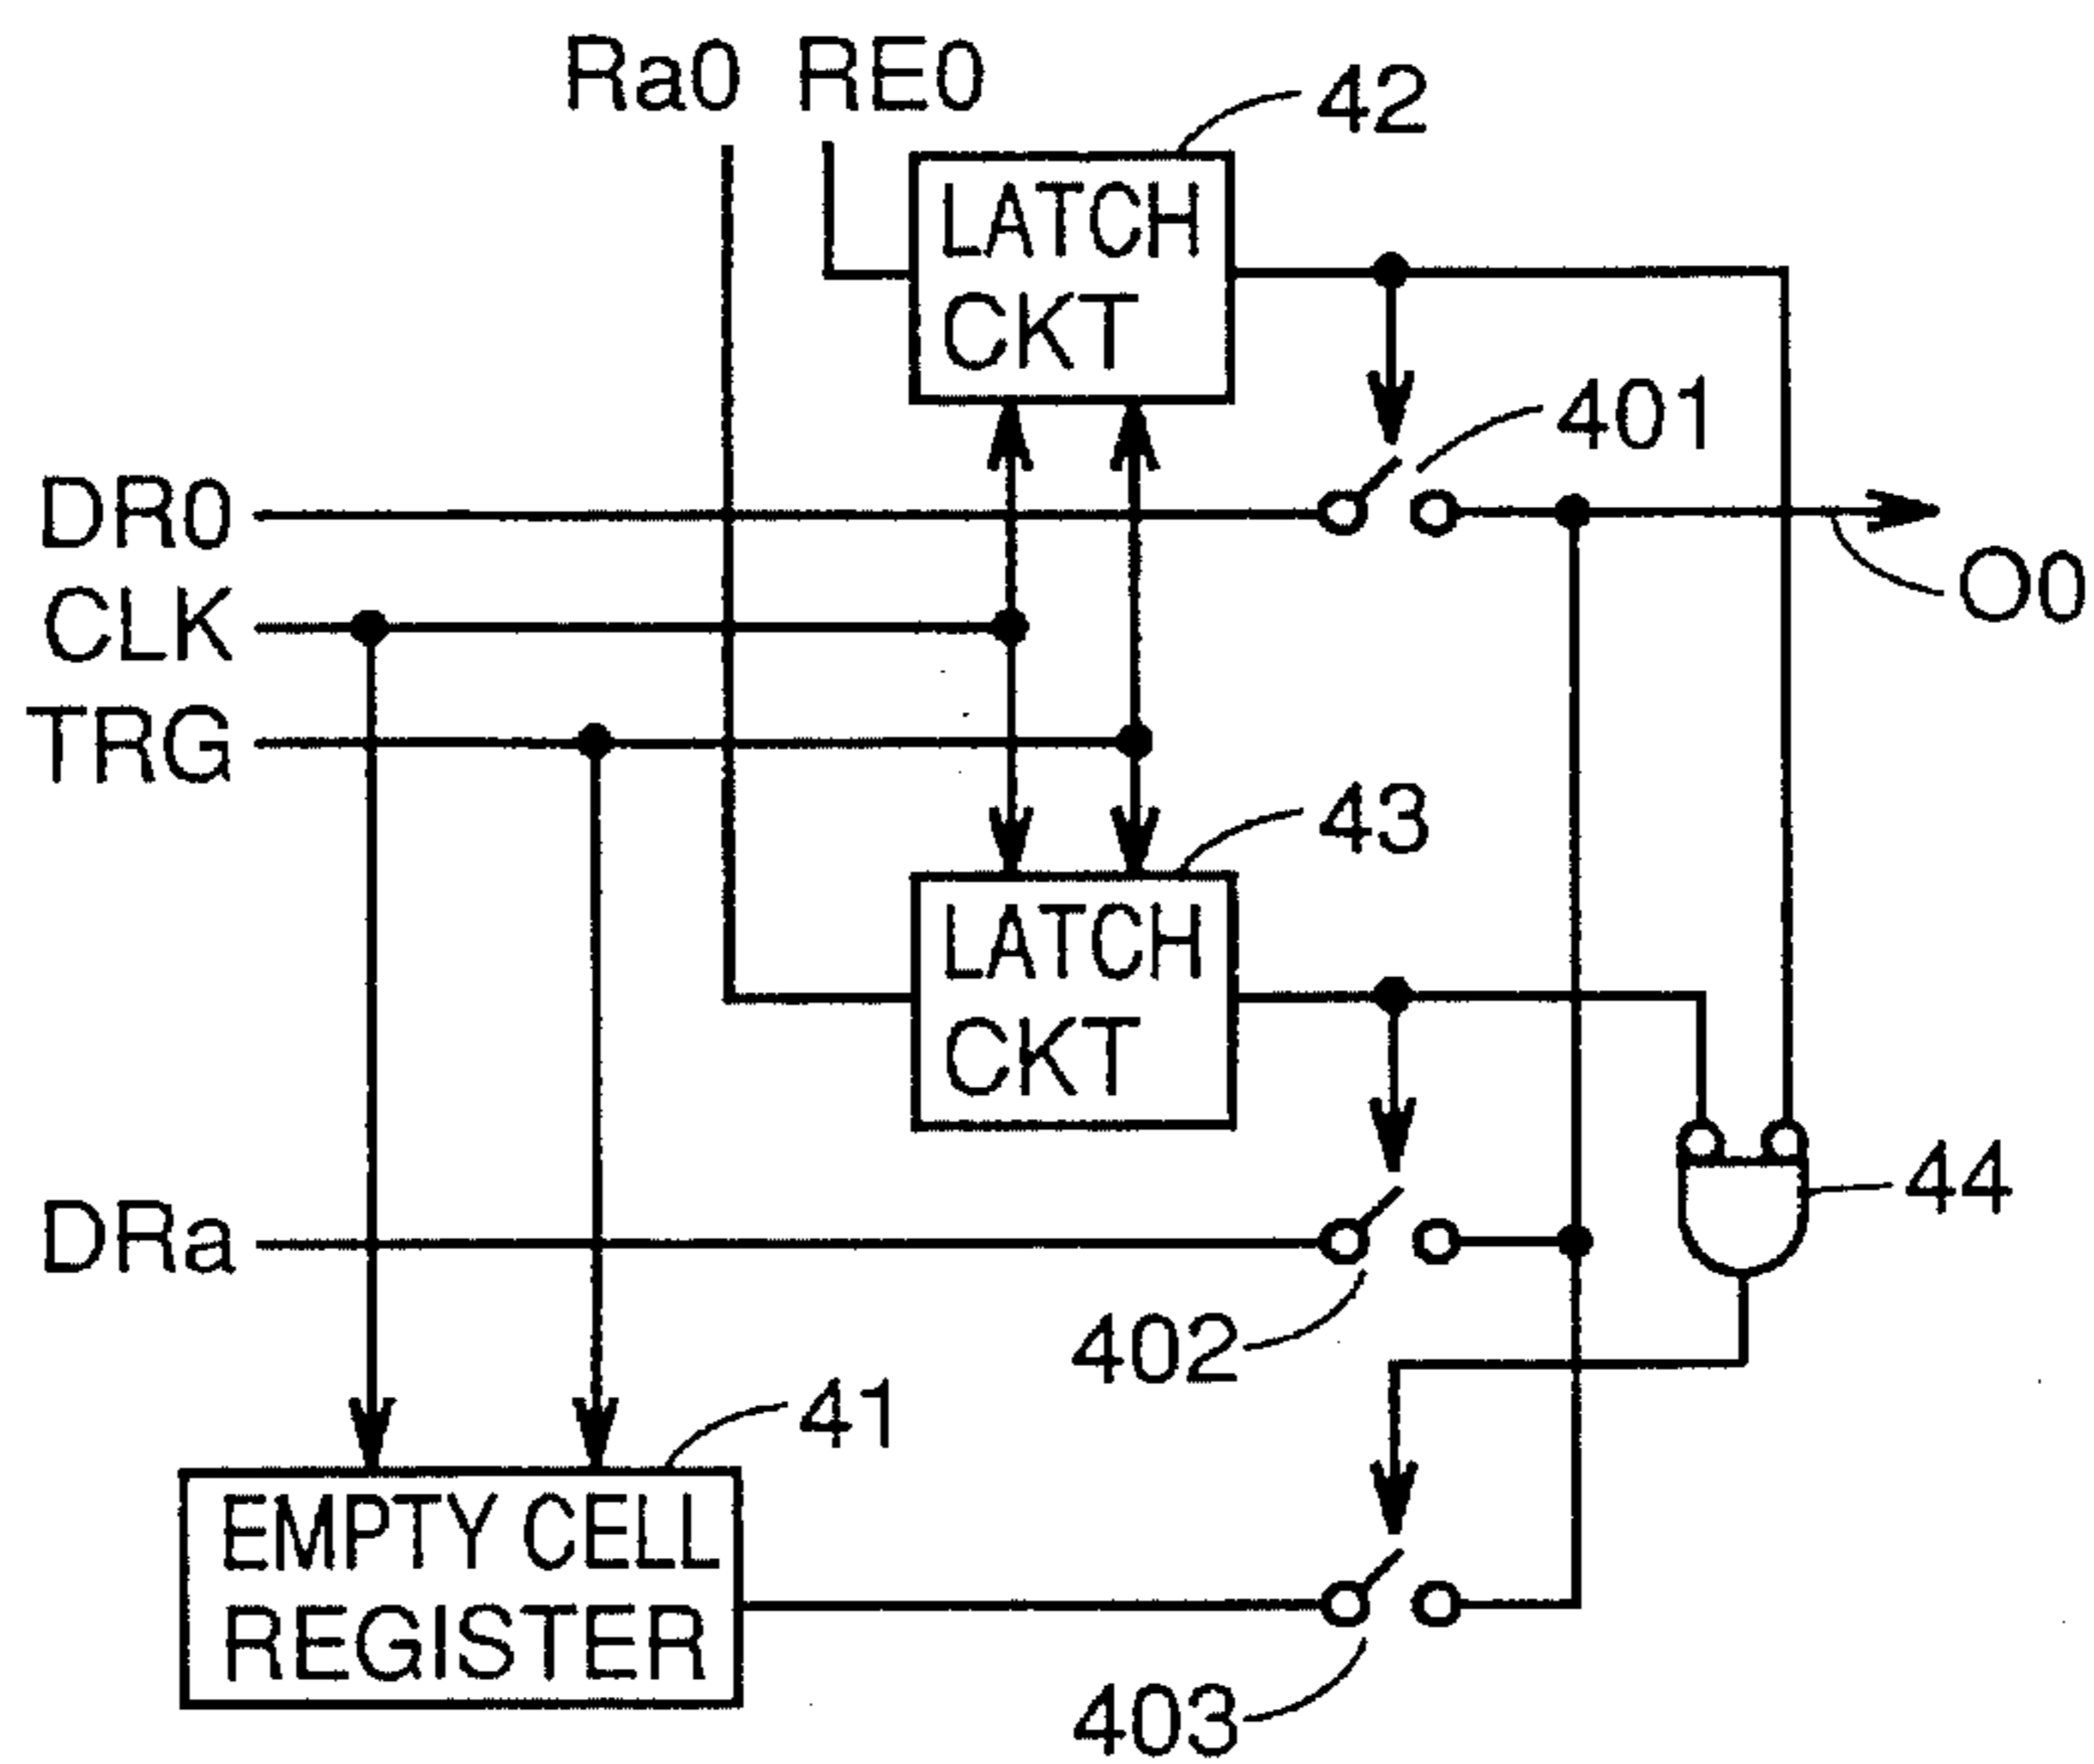 Ra0 RE0
42
LATCH
CKT
401
DR0
O0
CLK
TRG
43
LATCH
CKT
44
DRa
402
41
EMPTY CELL
REGISTER
403